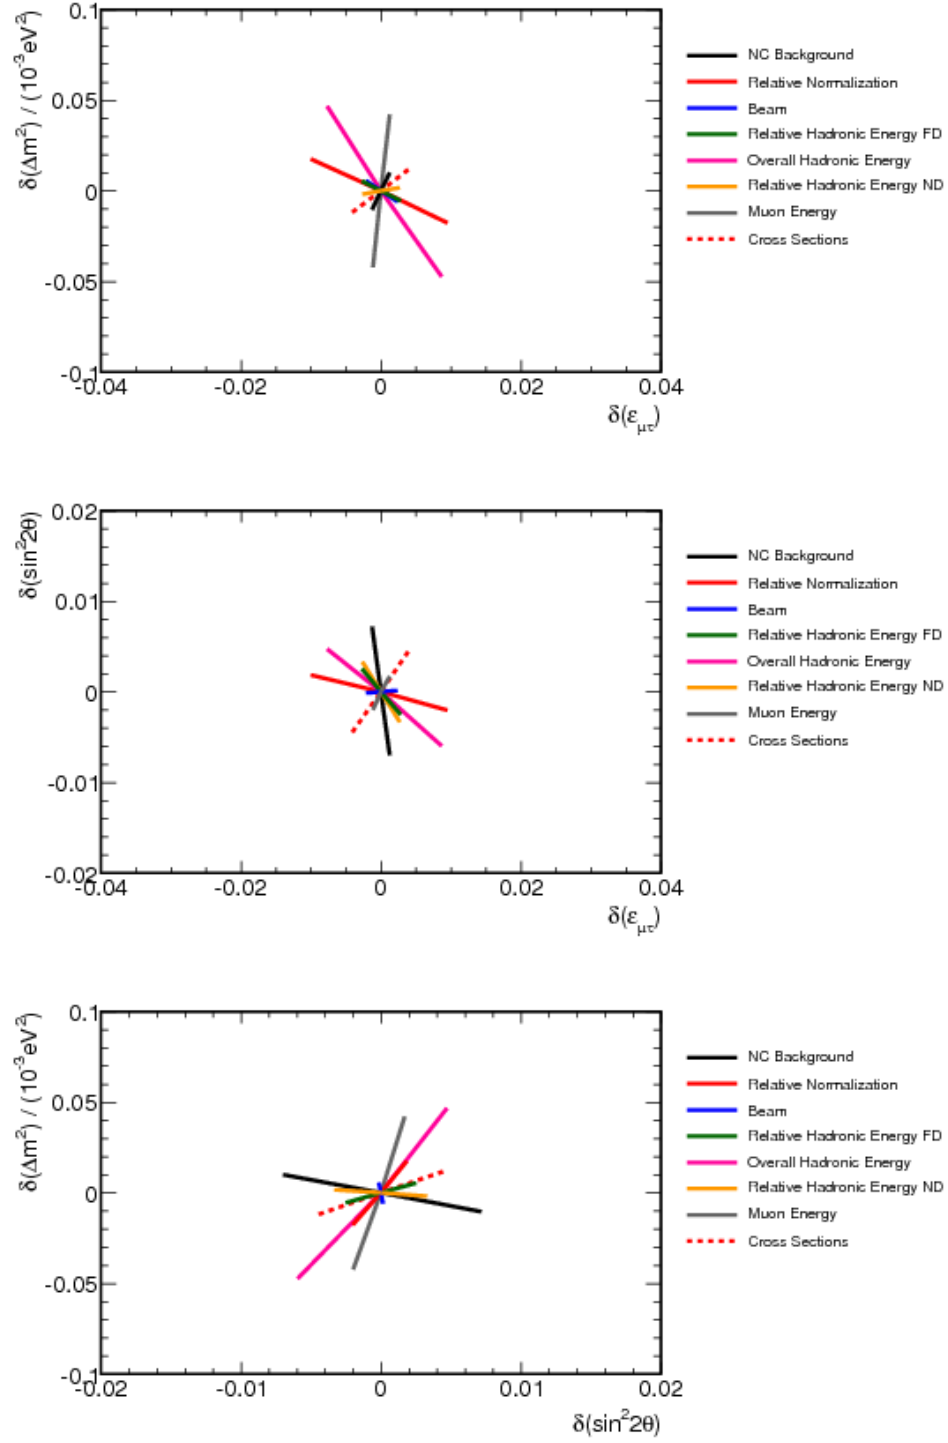 δ(Δm²) / (10⁻³eV²)
0.1
0.05
0
-0.05
-0.1
-0.04
-0.02
0
0.02
0.04
δ(ε_μτ)
NC Background
Relative Normalization
Beam
Relative Hadronic Energy FD
Overall Hadronic Energy
Relative Hadronic Energy ND
Muon Energy
Cross Sections
δ(sin²2θ)
0.02
0.01
0
-0.01
-0.02
-0.04
-0.02
0
0.02
0.04
δ(ε_μτ)
NC Background
Relative Normalization
Beam
Relative Hadronic Energy FD
Overall Hadronic Energy
Relative Hadronic Energy ND
Muon Energy
Cross Sections
δ(Δm²) / (10⁻³eV²)
0.1
0.05
0
-0.05
-0.1
-0.02
-0.01
0
0.01
0.02
δ(sin²2θ)
NC Background
Relative Normalization
Beam
Relative Hadronic Energy FD
Overall Hadronic Energy
Relative Hadronic Energy ND
Muon Energy
Cross Sections